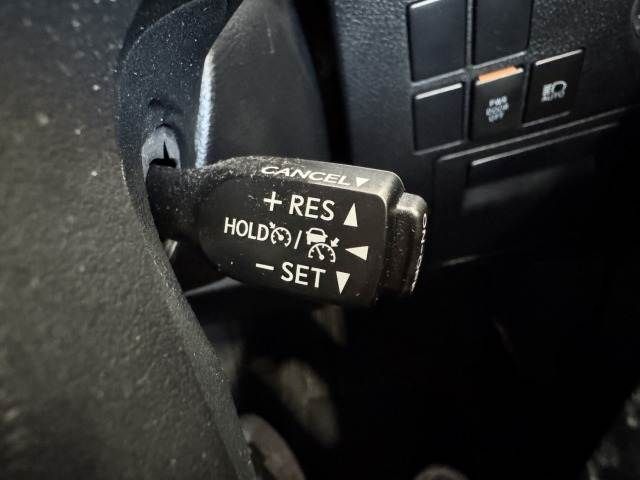 CANCEL▼
+ RES ▲
HOLD / ◀
− SET ▼
PWR
DOOR
OFF
AUTO